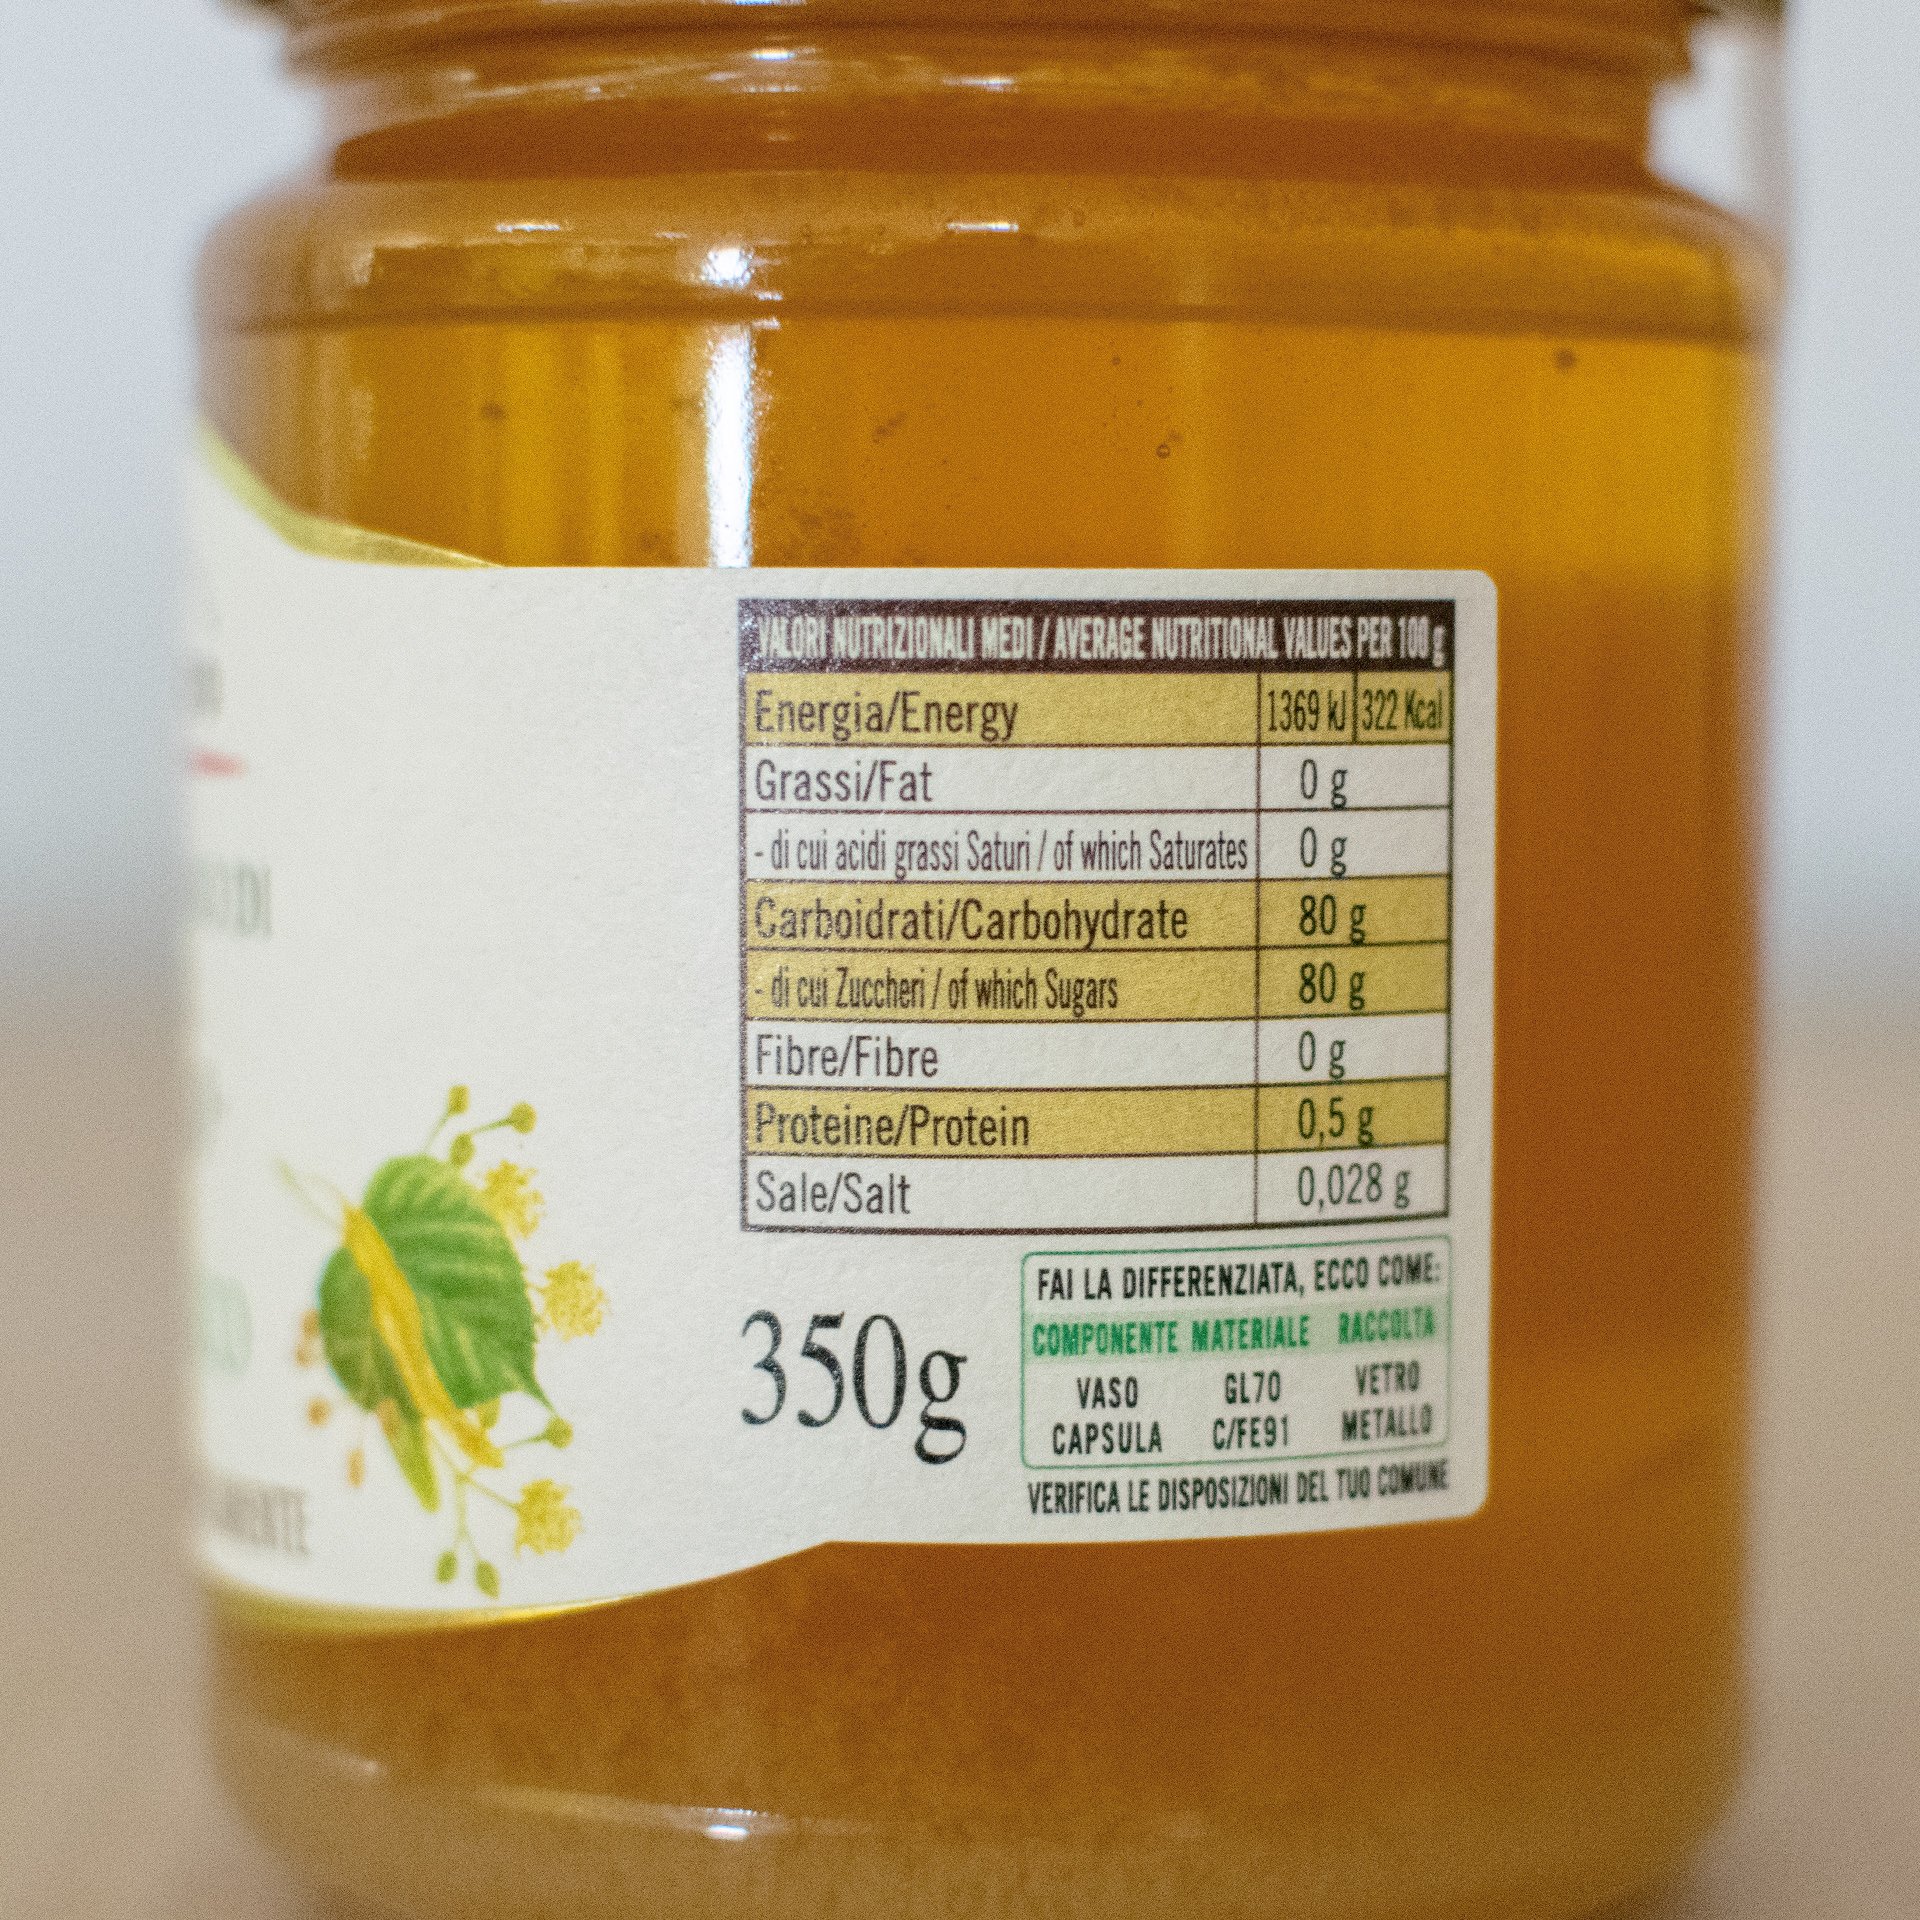 VALORI NUTRIZIONALI MEDI / AVERAGE NUTRITIONAL VALUES PER 100 g
Energia/Energy 1369 kJ 322 Kcal
Grassi/Fat 0 g
- di cui acidi grassi Saturi / of which Saturates 0 g
Carboidrati/Carbohydrate 80 g
- di cui Zuccheri / of which Sugars 80 g
Fibre/Fibre 0 g
Proteine/Protein 0,5 g
Sale/Salt 0,028 g
350g
FAI LA DIFFERENZIATA, ECCO COME:
COMPONENTE MATERIALE RACCOLTA
VASO GL70 VETRO
CAPSULA C/FE91 METALLO
VERIFICA LE DISPOSIZIONI DEL TUO COMUNE
DI